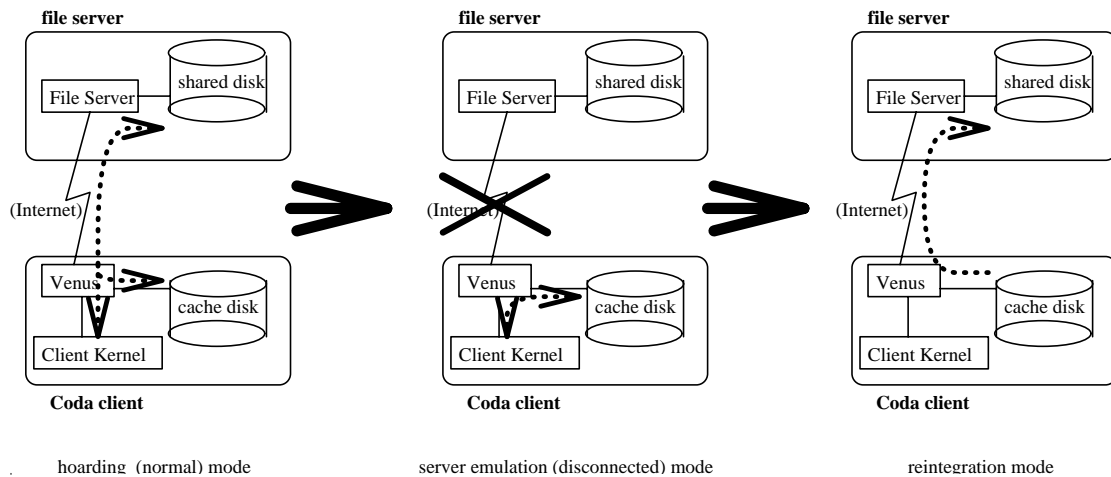 file server
shared disk
File Server
(Internet)
Venus
cache disk
Client Kernel
Coda client
hoarding (normal) mode
file server
shared disk
File Server
(Internet)
Venus
cache disk
Client Kernel
Coda client
server emulation (disconnected) mode
file server
shared disk
File Server
(Internet)
Venus
cache disk
Client Kernel
Coda client
reintegration mode